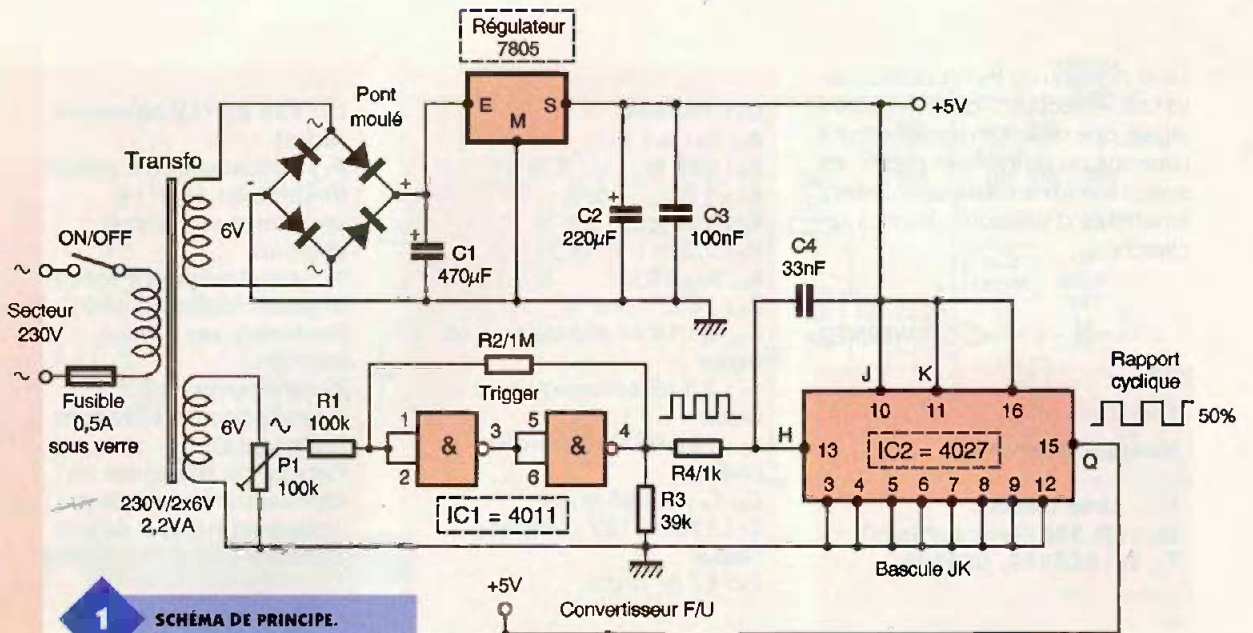 Régulateur
7805
Pont
moulé
E
S
M
+5V
Transfo
ON/OFF
6V
+
C1
470µF
C2
220µF
C3
100nF
C4
33nF
Secteur
230V
Fusible
0,5A
sous verre
R2/1M
Trigger
R1
100k
6V
P1
100k
230V/2x6V
2,2VA
1
2
&
3
5
6
&
4
IC1 = 4011
R4/1k
R3
39k
J
K
10
11
16
H
13
IC2 = 4027
15
Q
3
4
5
6
7
8
9
12
Bascule JK
Rapport
cyclique
50%
+5V
Convertisseur F/U
1
SCHÉMA DE PRINCIPE.